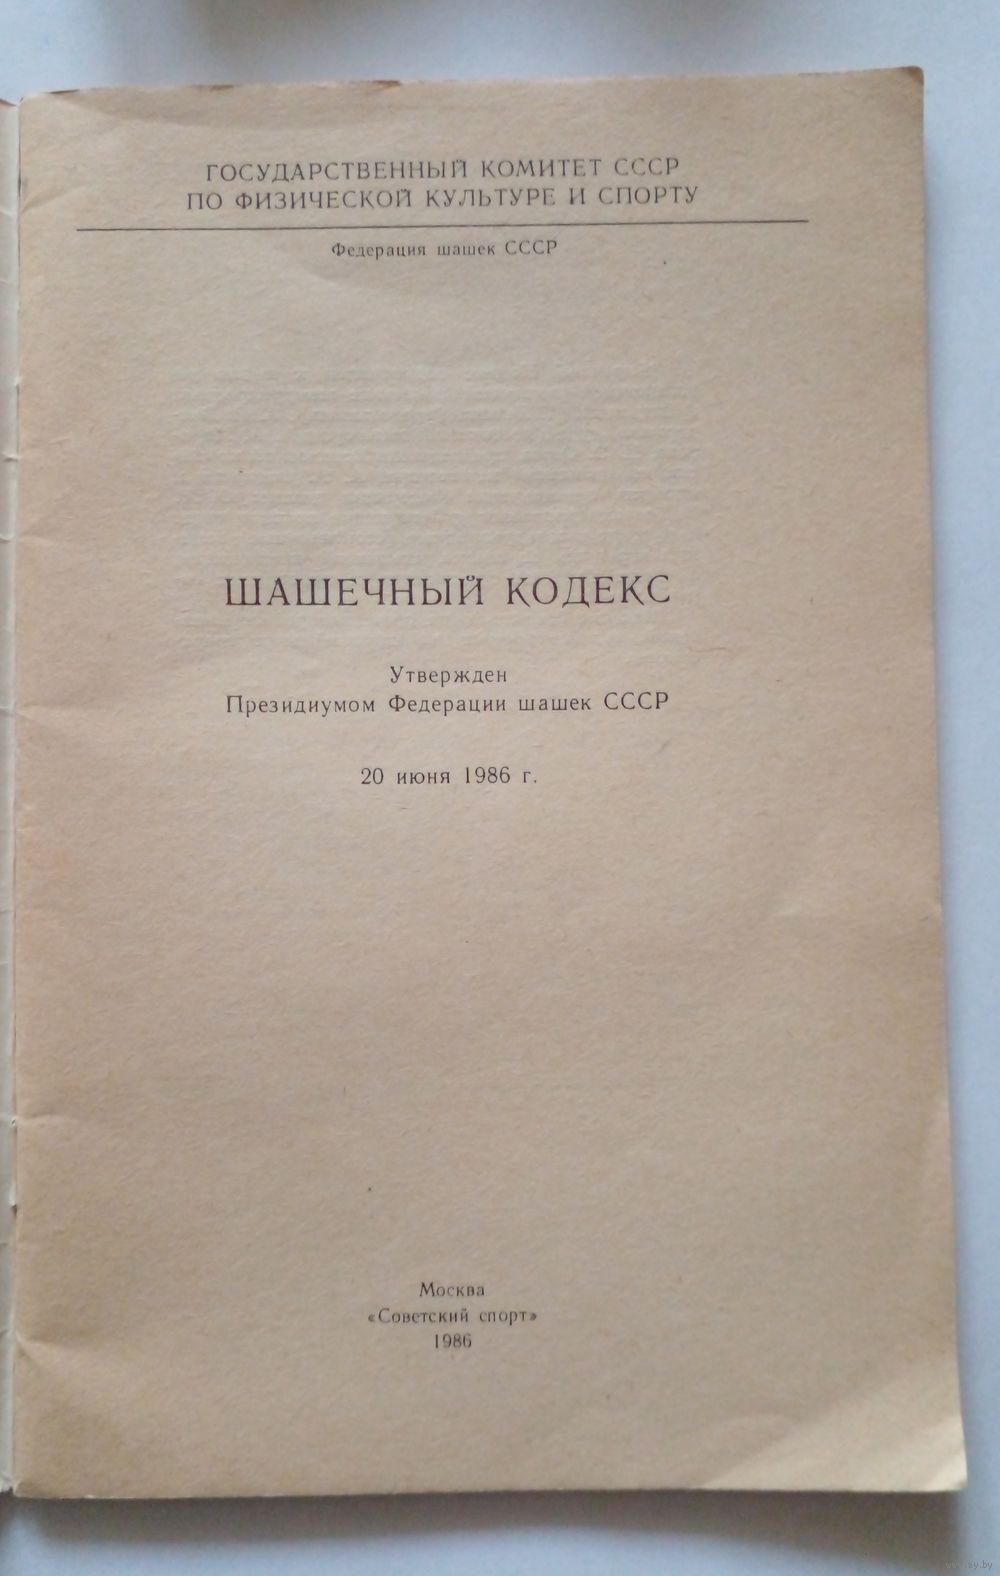 ГОСУДАРСТВЕННЫЙ КОМИТЕТ СССР
ПО ФИЗИЧЕСКОЙ КУЛЬТУРЕ И СПОРТУ
Федерация шашек СССР
ШАШЕЧНЫЙ КОДЕКС
Утвержден
Президиумом Федерации шашек СССР
20 июня 1986 г.
Москва
«Советский спорт»
1986